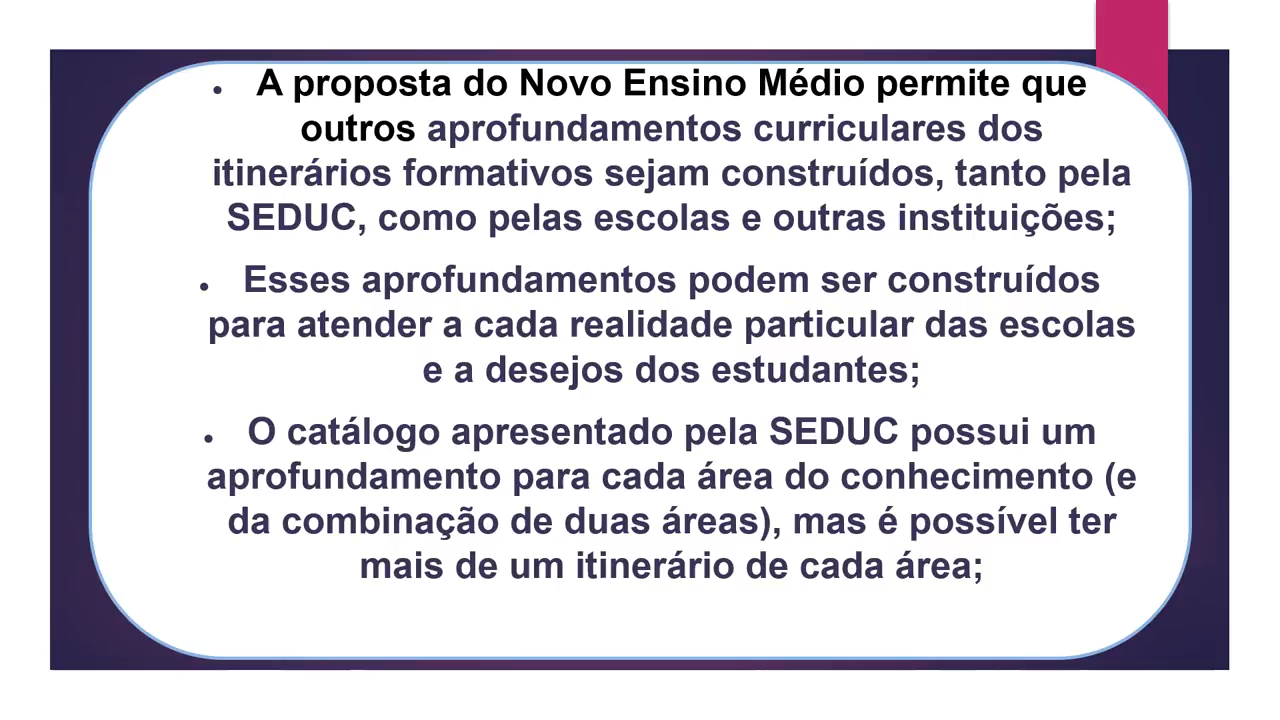 • A proposta do Novo Ensino Médio permite que
outros aprofundamentos curriculares dos
itinerários formativos sejam construídos, tanto pela
SEDUC, como pelas escolas e outras instituições;
• Esses aprofundamentos podem ser construídos
para atender a cada realidade particular das escolas
e a desejos dos estudantes;
• O catálogo apresentado pela SEDUC possui um
aprofundamento para cada área do conhecimento (e
da combinação de duas áreas), mas é possível ter
mais de um itinerário de cada área;